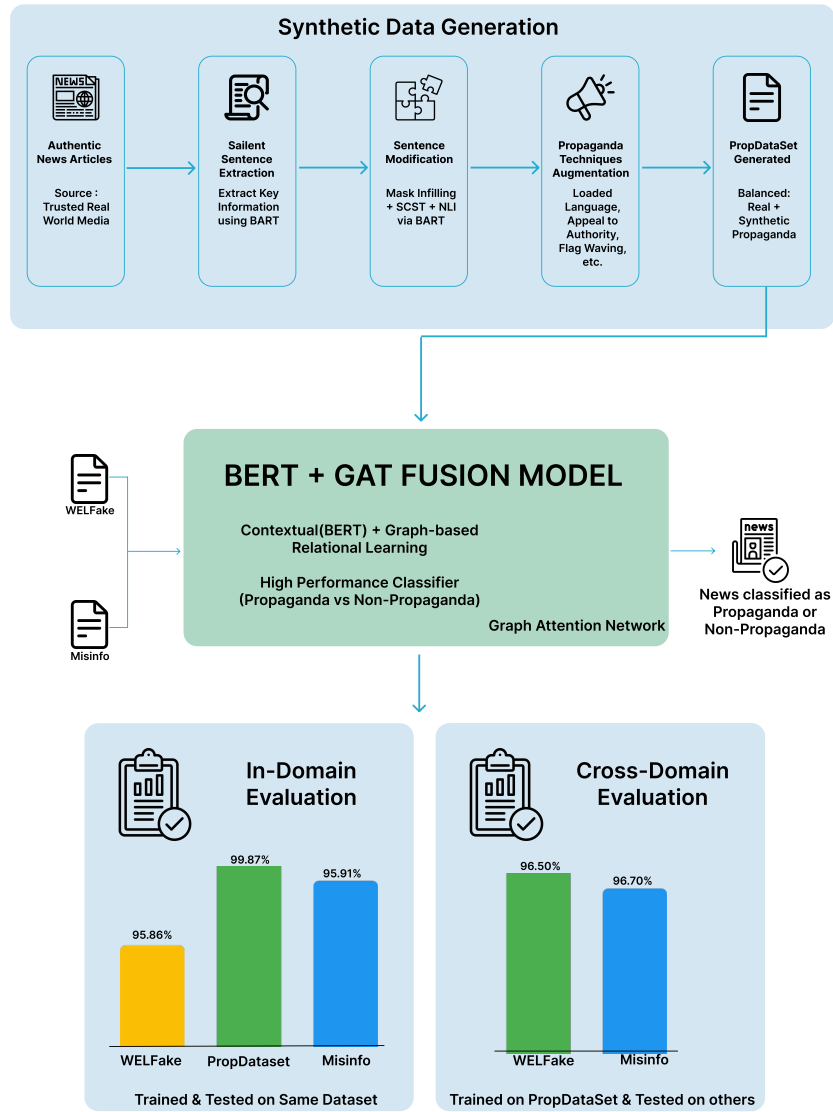 Synthetic Data Generation
NEWS
Authentic
News Articles
Source :
Trusted Real
World Media
Sailent
Sentence
Extraction
Extract Key
Information
using BART
Sentence
Modification
Mask Infilling
+ SCST + NLI
via BART
Propaganda
Techniques
Augmentation
Loaded
Language,
Appeal to
Authority,
Flag Waving,
etc.
PropDataSet
Generated
Balanced:
Real +
Synthetic
Propaganda
WELFake
Misinfo
BERT + GAT FUSION MODEL
Contextual(BERT) + Graph-based
Relational Learning
High Performance Classifier
(Propaganda vs Non-Propaganda)
Graph Attention Network
news
News classified as
Propaganda or
Non-Propaganda
In-Domain
Evaluation
95.86%
99.87%
95.91%
WELFake
PropDataset
Misinfo
Trained & Tested on Same Dataset
Cross-Domain
Evaluation
96.50%
96.70%
WELFake
Misinfo
Trained on PropDataSet & Tested on others